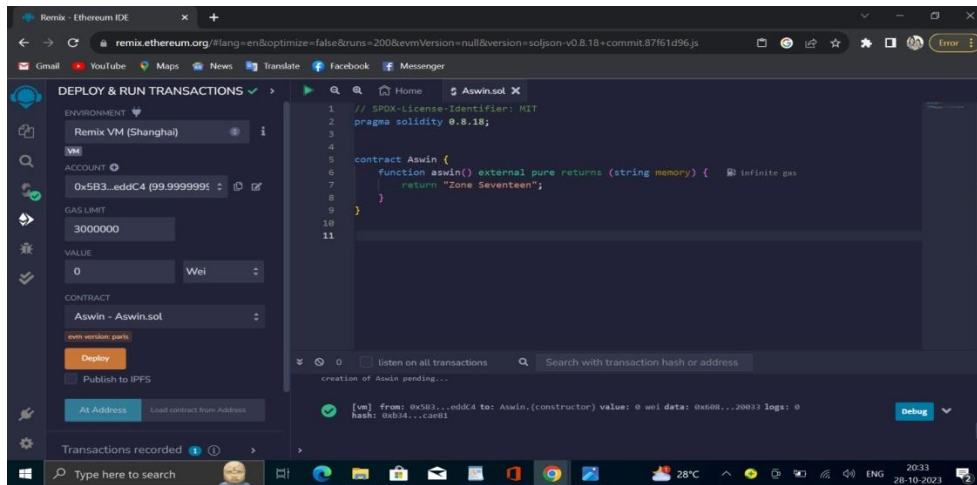 Remix - Ethereum IDE
remix.ethereum.org/#lang=en&optimize=false&runs=200&evmVersion=null&version=soljson-v0.8.18+commit.87f61d96.js
Error
Gmail YouTube Maps News Translate Facebook Messenger
DEPLOY & RUN TRANSACTIONS
ENVIRONMENT
Remix VM (Shanghai)
VM
ACCOUNT
0x5B3...eddC4 (99.9999999
GAS LIMIT
3000000
VALUE
0 Wei
CONTRACT
Aswin - Aswin.sol
evm version: paris
Deploy
Publish to IPFS
At Address Load contract from Address
Transactions recorded 1
Home Aswin.sol
1 // SPDX-License-Identifier: MIT
2 pragma solidity 0.8.18;
3
4
5 contract Aswin {
6 function aswin() external pure returns (string memory) { infinite gas
7 return "Zone Seventeen";
8 }
9 }
10
11
0 listen on all transactions Search with transaction hash or address
creation of Aswin pending...
[vm] from: 0x5B3...eddC4 to: Aswin.(constructor) value: 0 wei data: 0x608...20033 logs: 0
hash: 0xb34...cae81
Debug
Type here to search
28°C
ENG
20:33
28-10-2023
2